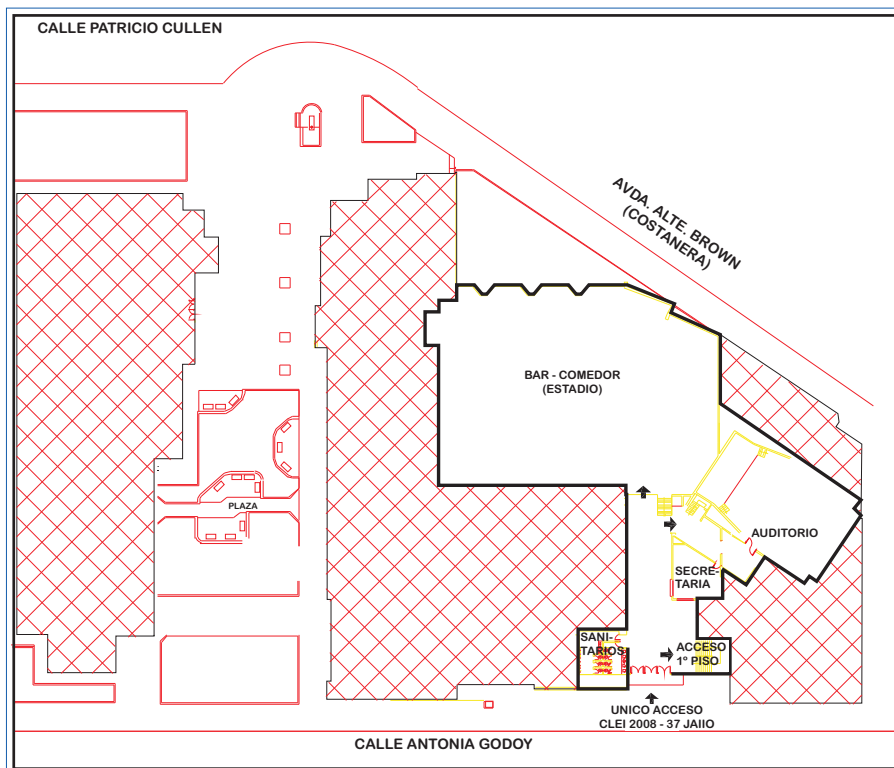 CALLE PATRICIO CULLEN
AVDA. ALTE. BROWN
(COSTANERA)
BAR - COMEDOR
(ESTADIO)
PLAZA
AUDITORIO
SECRE-
TARIA
SANI-
TARIOS
ACCESO
1º PISO
UNICO ACCESO
CLEI 2008 - 37 JAIIO
CALLE ANTONIA GODOY